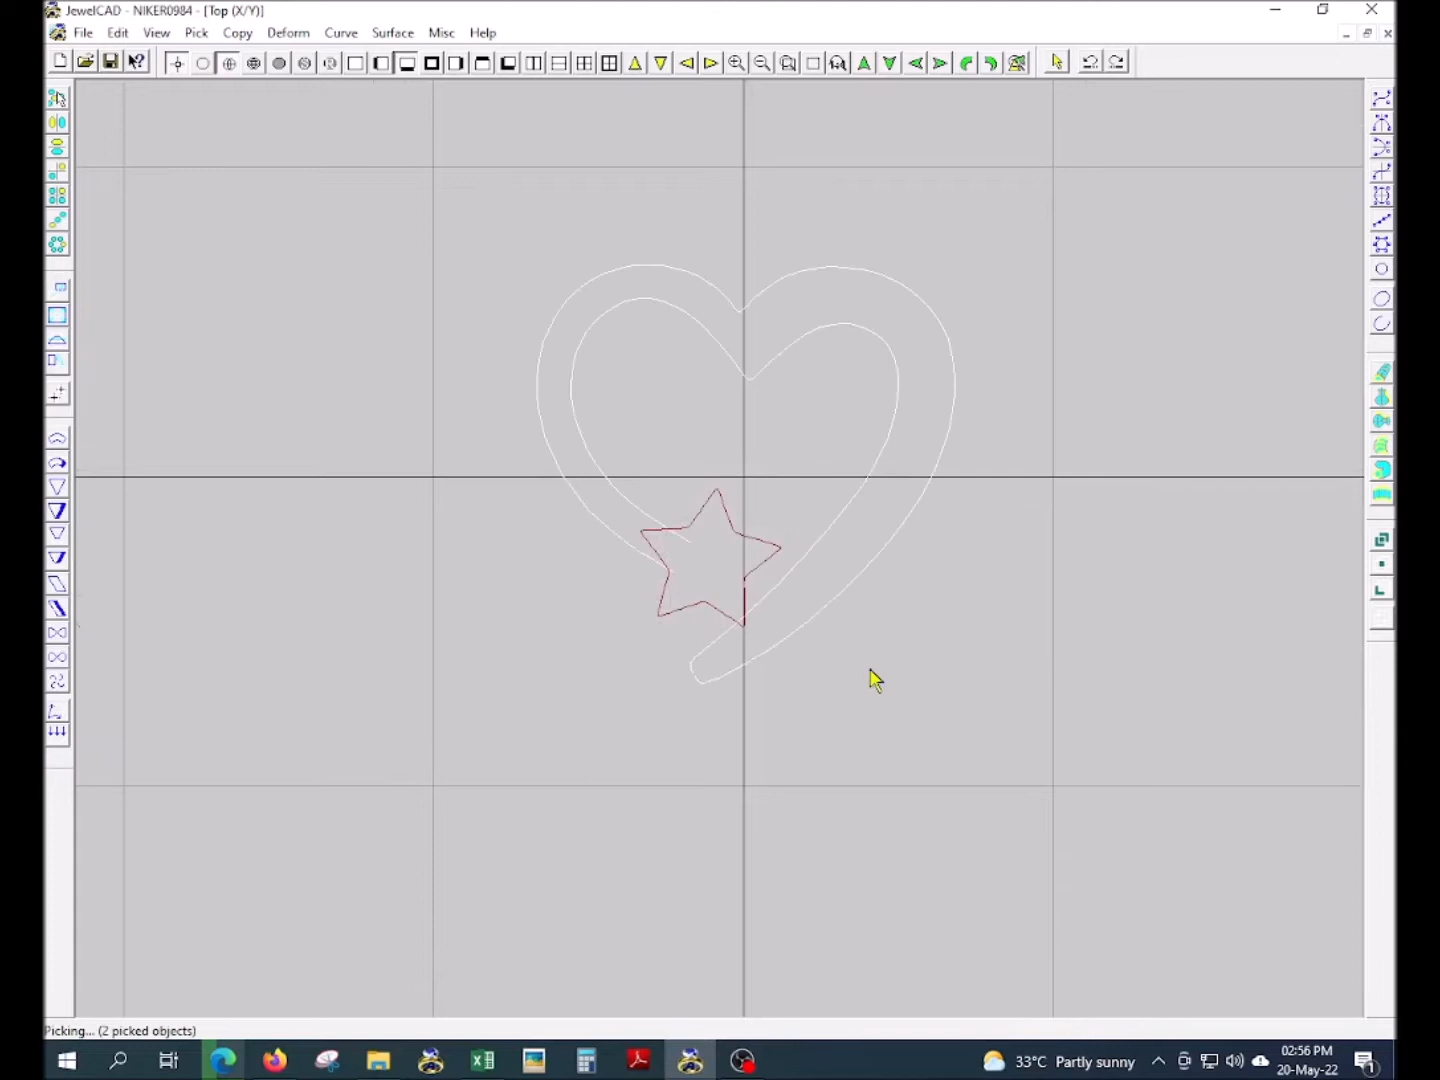 JewelCAD - NIKER0984 - [Top (X/Y)]
File Edit View Pick Copy Deform Curve Surface Misc Help
Picking... (2 picked objects)
33°C Partly sunny
02:56 PM
20-May-22
1